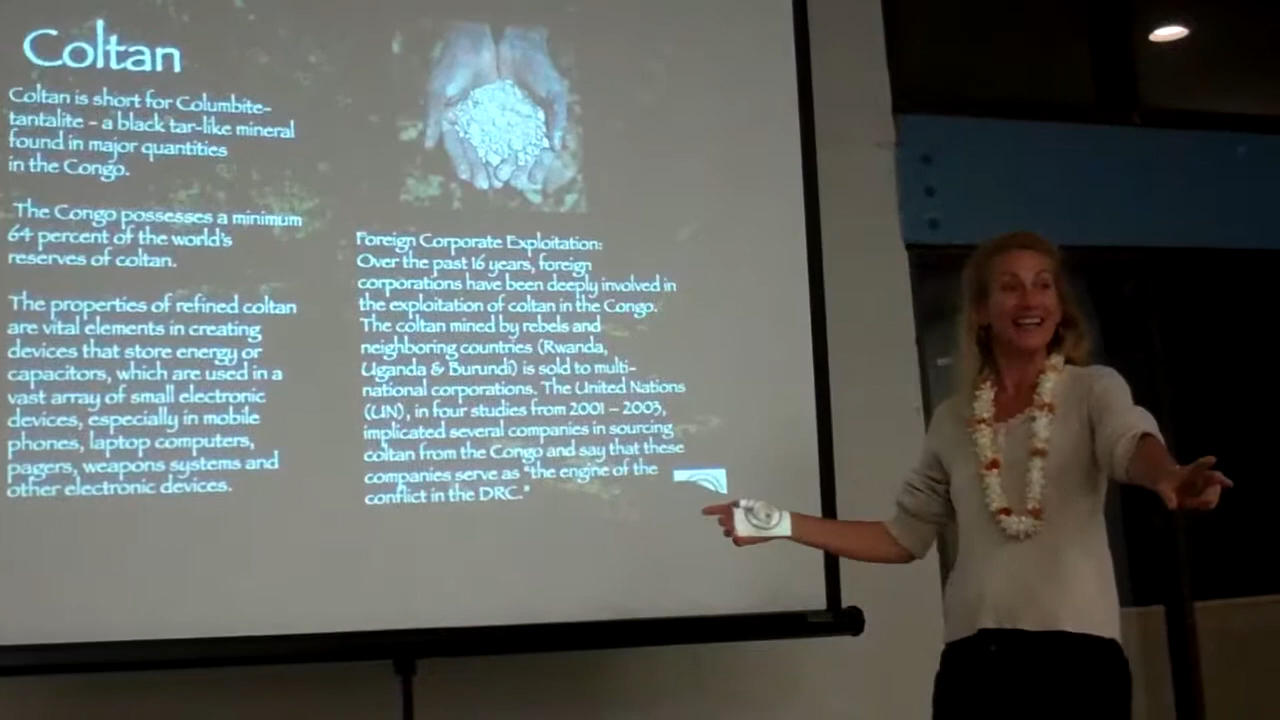 Coltan
Coltan is short for Columbite-
tantalite - a black tar-like mineral
found in major quantities
in the Congo.
The Congo possesses a minimum
64 percent of the world's
reserves of coltan.
The properties of refined coltan
are vital elements in creating
devices that store energy or
capacitors, which are used in a
vast array of small electronic
devices, especially in mobile
phones, laptop computers,
pagers, weapons systems and
other electronic devices.
Foreign Corporate Exploitation:
Over the past 16 years, foreign
corporations have been deeply involved in
the exploitation of coltan in the Congo.
The coltan mined by rebels and
neighboring countries (Rwanda,
Uganda & Burundi) is sold to multi-
national corporations. The United Nations
(UN), in four studies from 2001 – 2003,
implicated several companies in sourcing
coltan from the Congo and say that these
companies serve as "the engine of the
conflict in the DRC."